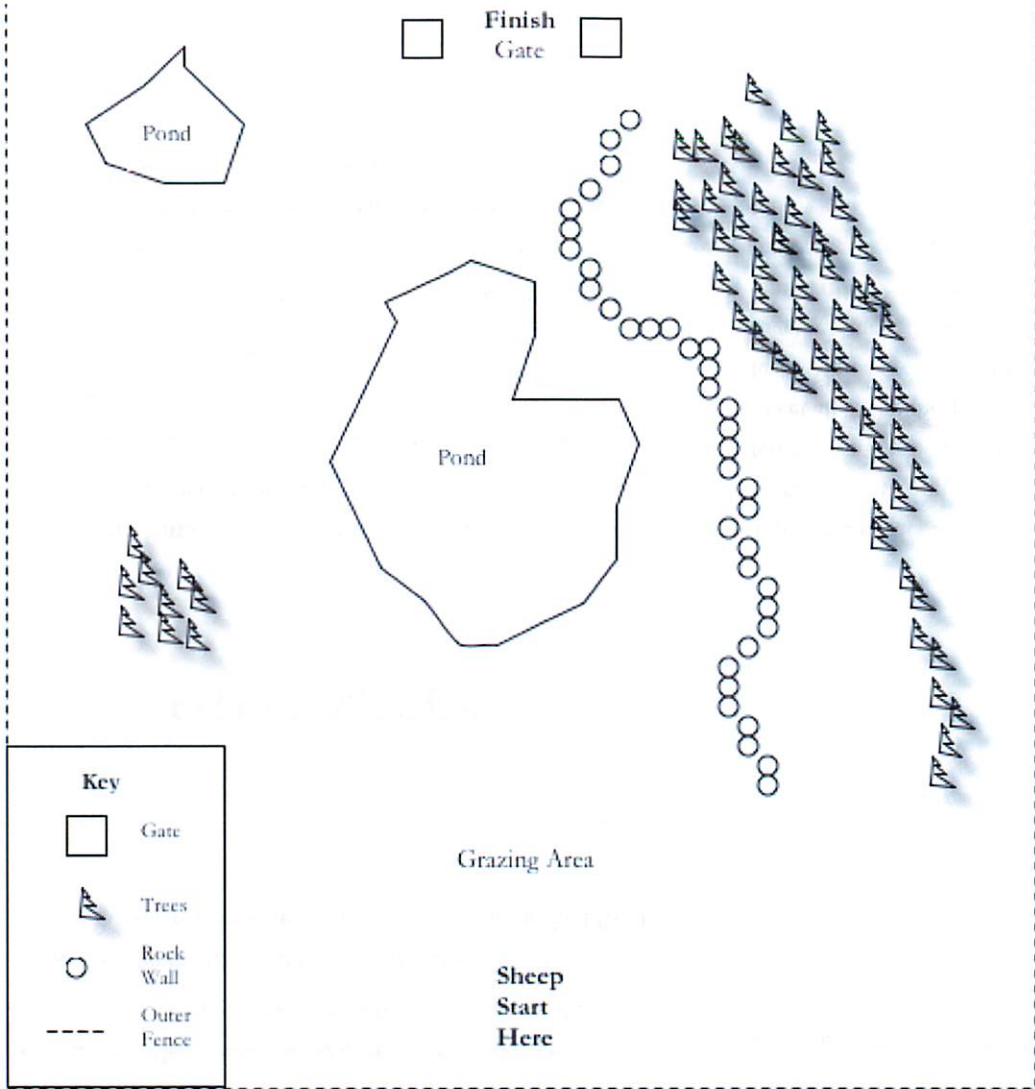 Finish
Gate
Pond
Pond
Key
Gate
Trees
Rock
Wall
Outer
Fence
Grazing Area
Sheep
Start
Here